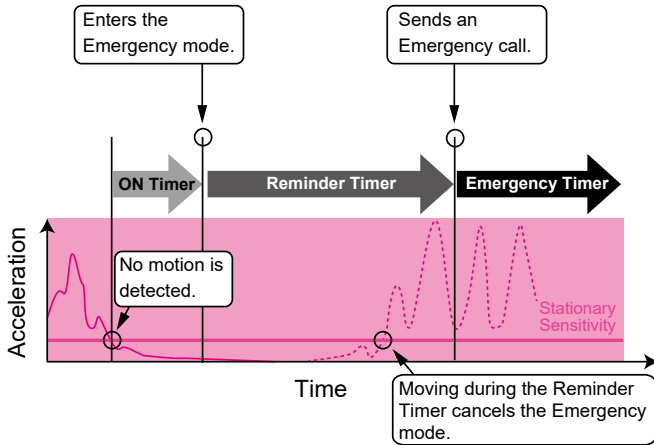 Enters the
Emergency mode.
Sends an
Emergency call.
ON Timer
Reminder Timer
Emergency Timer
No motion is
detected.
Stationary
Sensitivity
Acceleration
Time
Moving during the Reminder
Timer cancels the Emergency
mode.